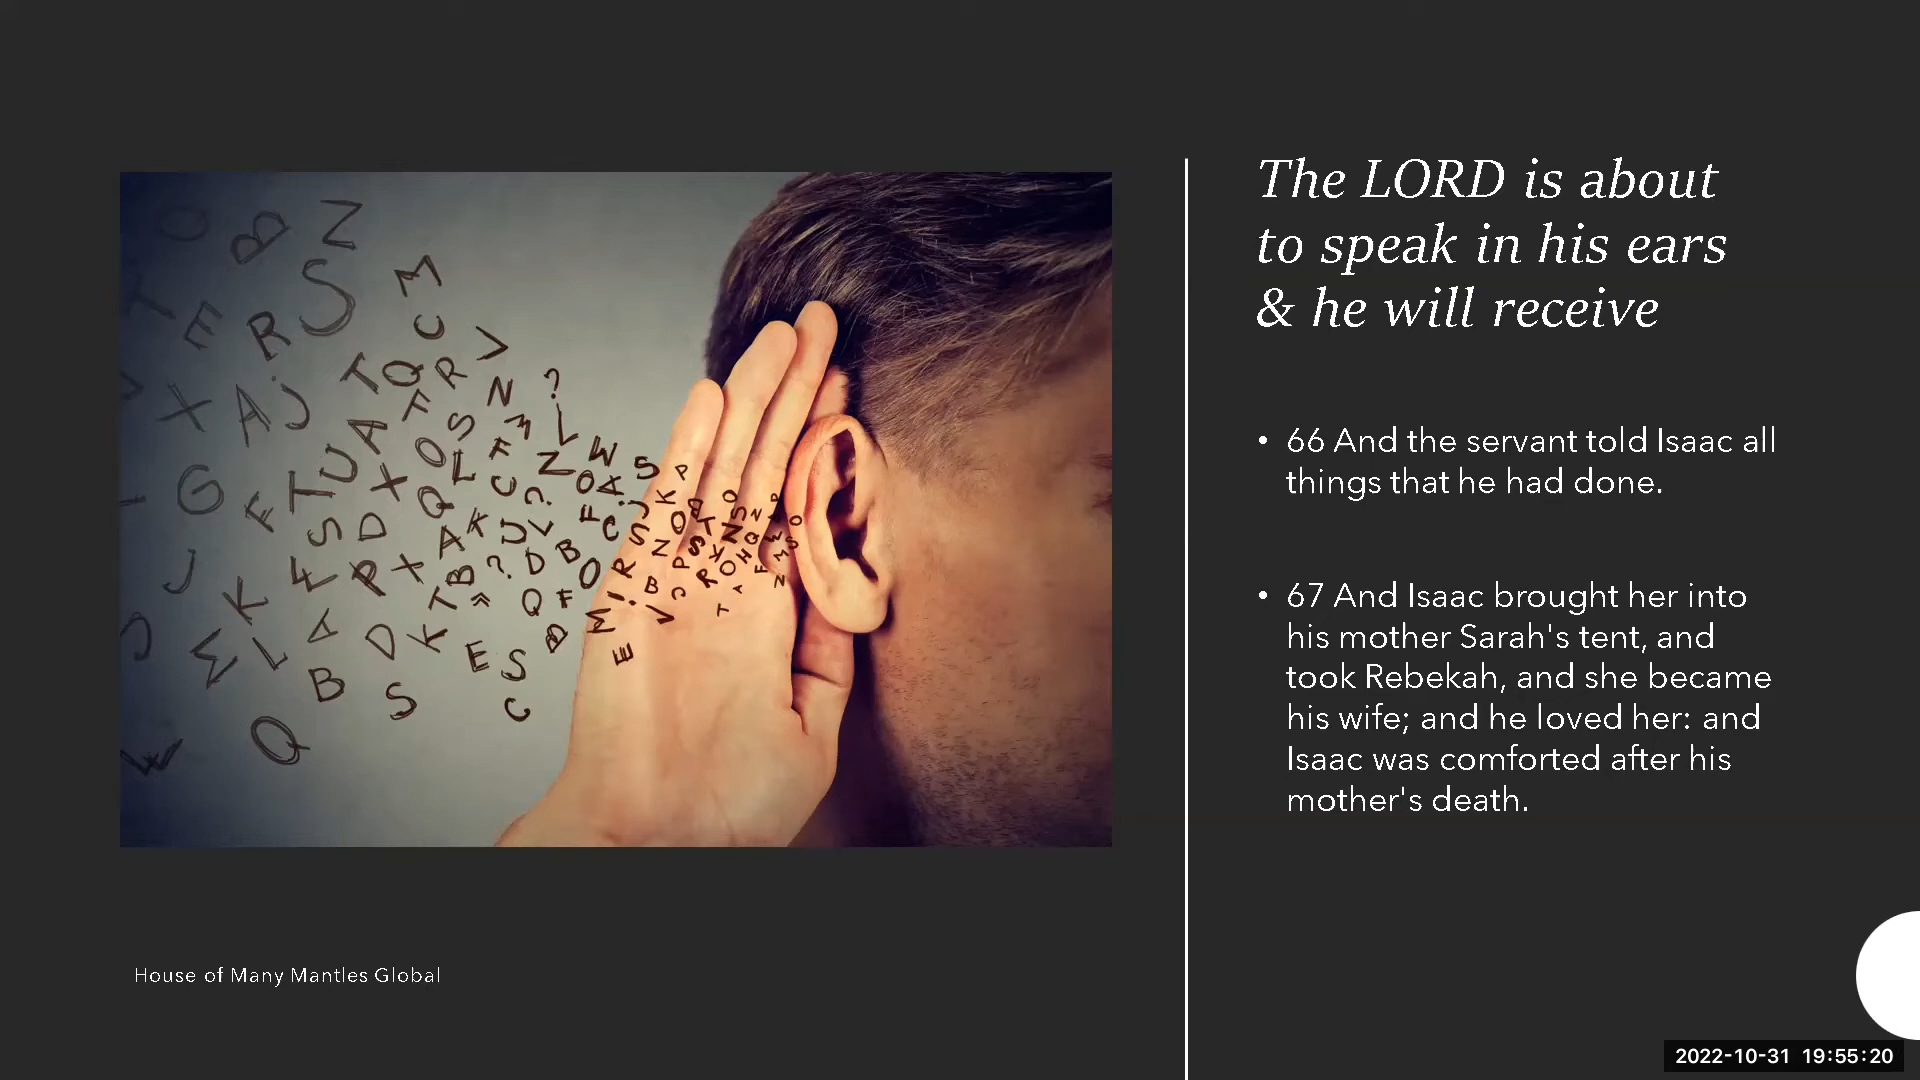 The LORD is about
to speak in his ears
& he will receive
• 66 And the servant told Isaac all
things that he had done.
• 67 And Isaac brought her into
his mother Sarah's tent, and
took Rebekah, and she became
his wife; and he loved her: and
Isaac was comforted after his
mother's death.
House of Many Mantles Global
2022-10-31 19:55:20